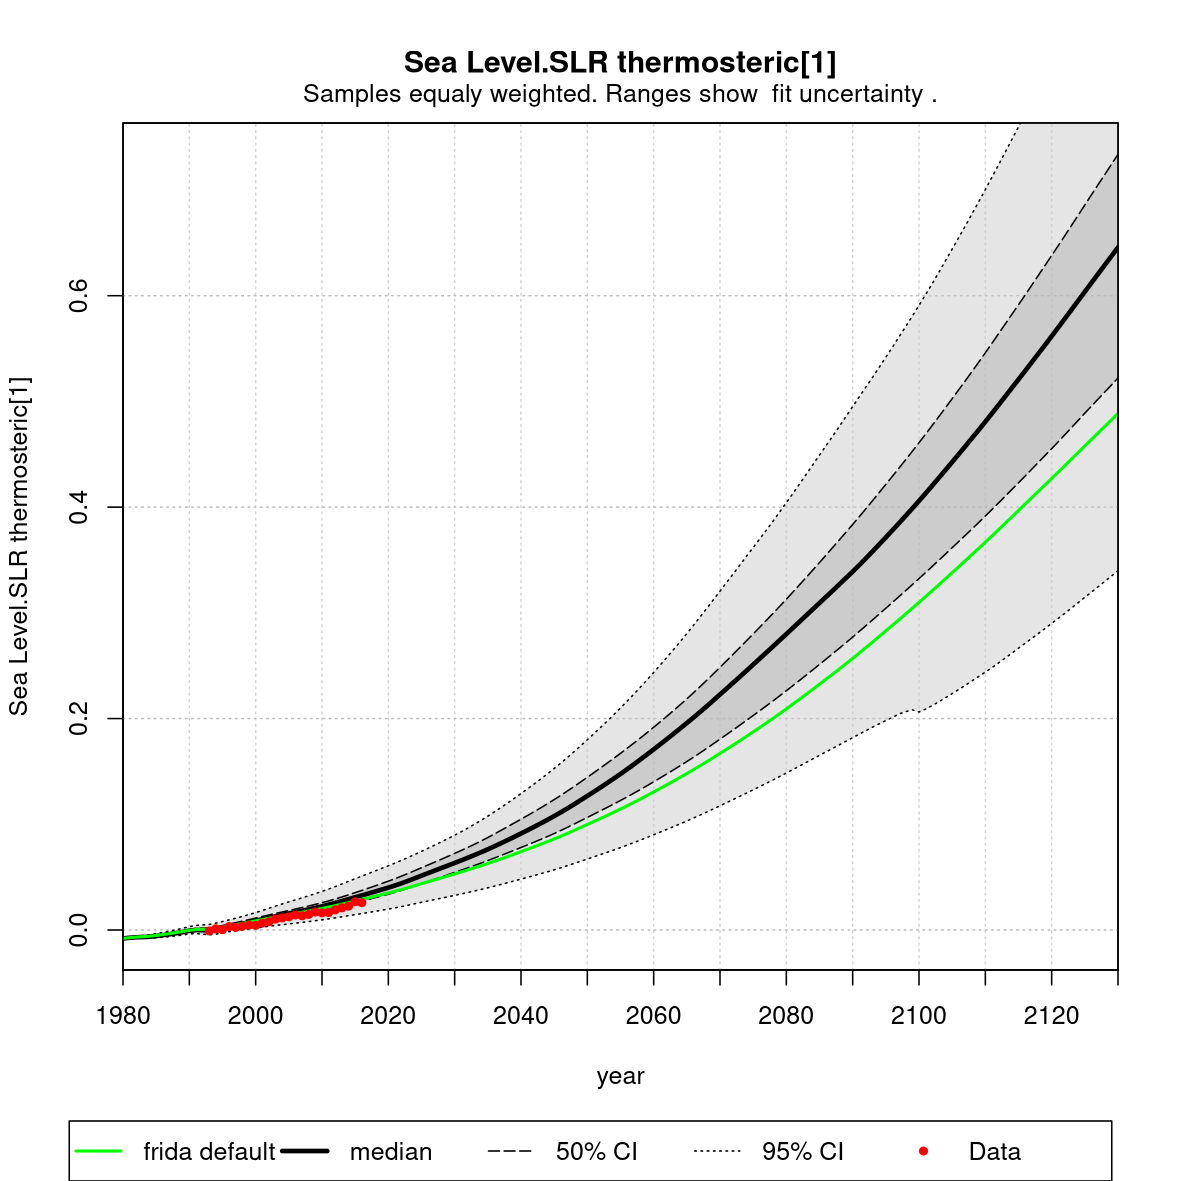 Sea Level.SLR thermosteric[1]
Samples equaly weighted. Ranges show  fit uncertainty .
Sea Level.SLR thermosteric[1]
0.6
0.4
0.2
0.0
1980 2000 2020 2040 2060 2080 2100 2120
year
frida default median 50% CI 95% CI Data